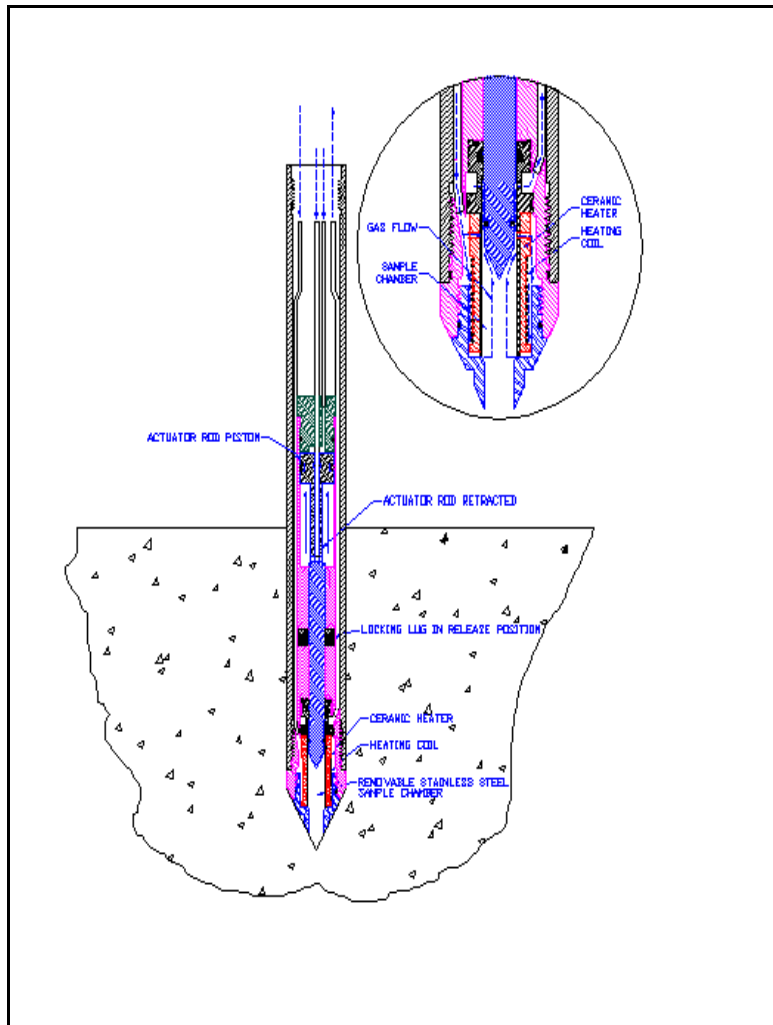 CERAMIC
HEATER
GAS FLOW
HEATING
COIL
SAMPLE
CHAMBER
ACTUATOR ROD PISTON
ACTUATOR ROD RETRACTED
LOCKING LUG IN RELEASE POSITION
CERAMIC HEATER
HEATING COIL
REMOVABLE STAINLESS STEEL
SAMPLE CHAMBER